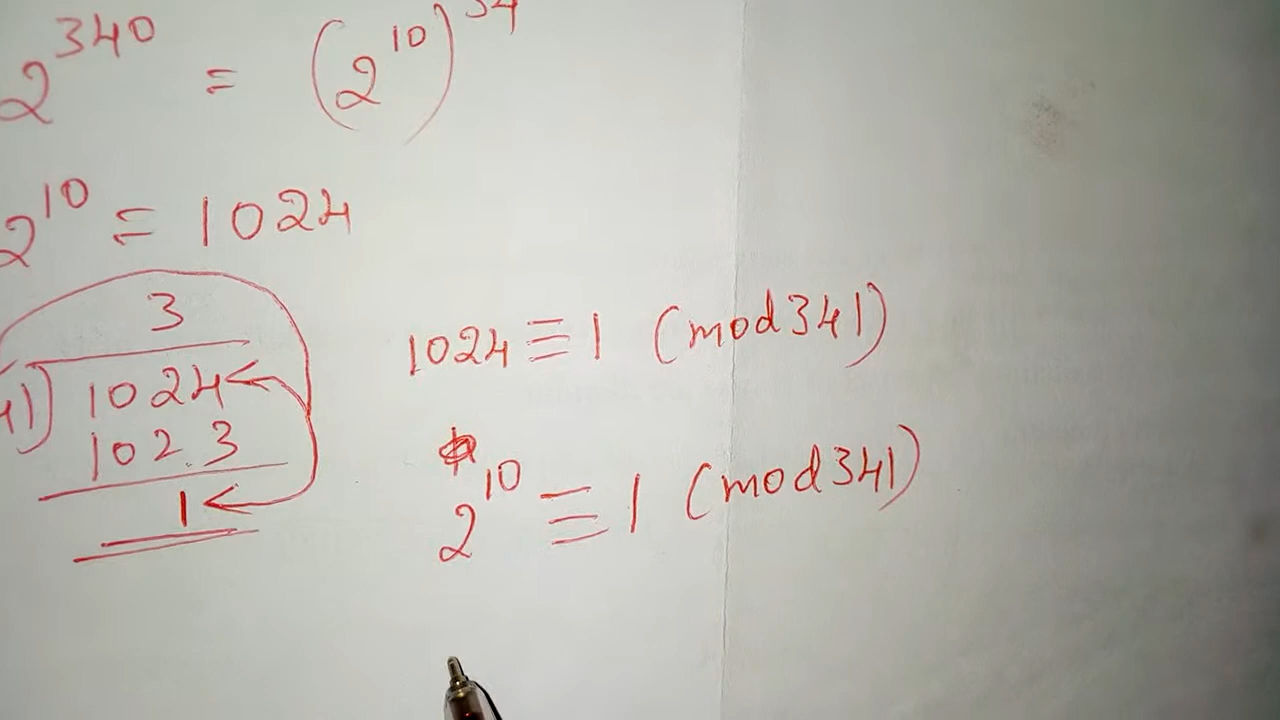 2^340 = (2^10)^34
2^10 = 1024
3
41) 1024
1023
1
1024 ≡ 1 (mod 341)
2^10 ≡ 1 (mod 341)